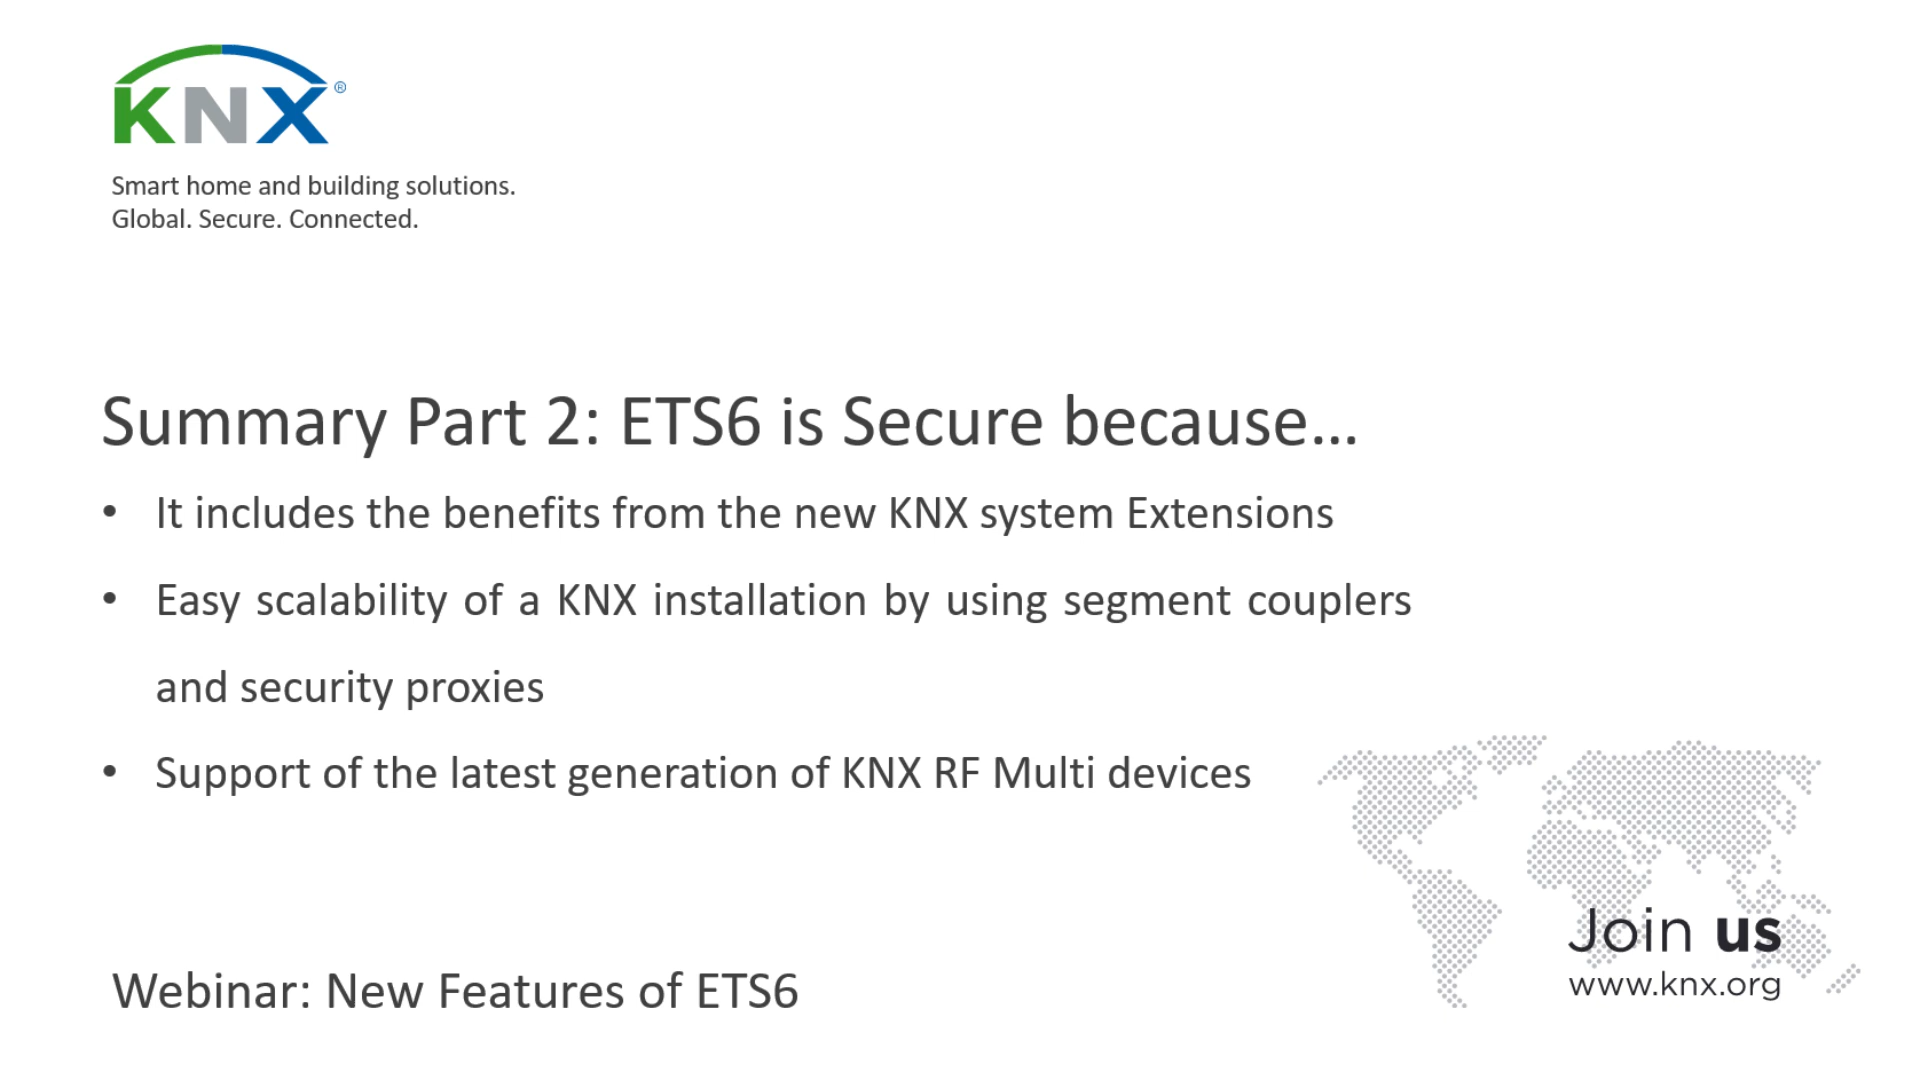 KNX®
Smart home and building solutions.
Global. Secure. Connected.
Summary Part 2: ETS6 is Secure because...
• It includes the benefits from the new KNX system Extensions
• Easy scalability of a KNX installation by using segment couplers
and security proxies
• Support of the latest generation of KNX RF Multi devices
Join us
www.knx.org
Webinar: New Features of ETS6